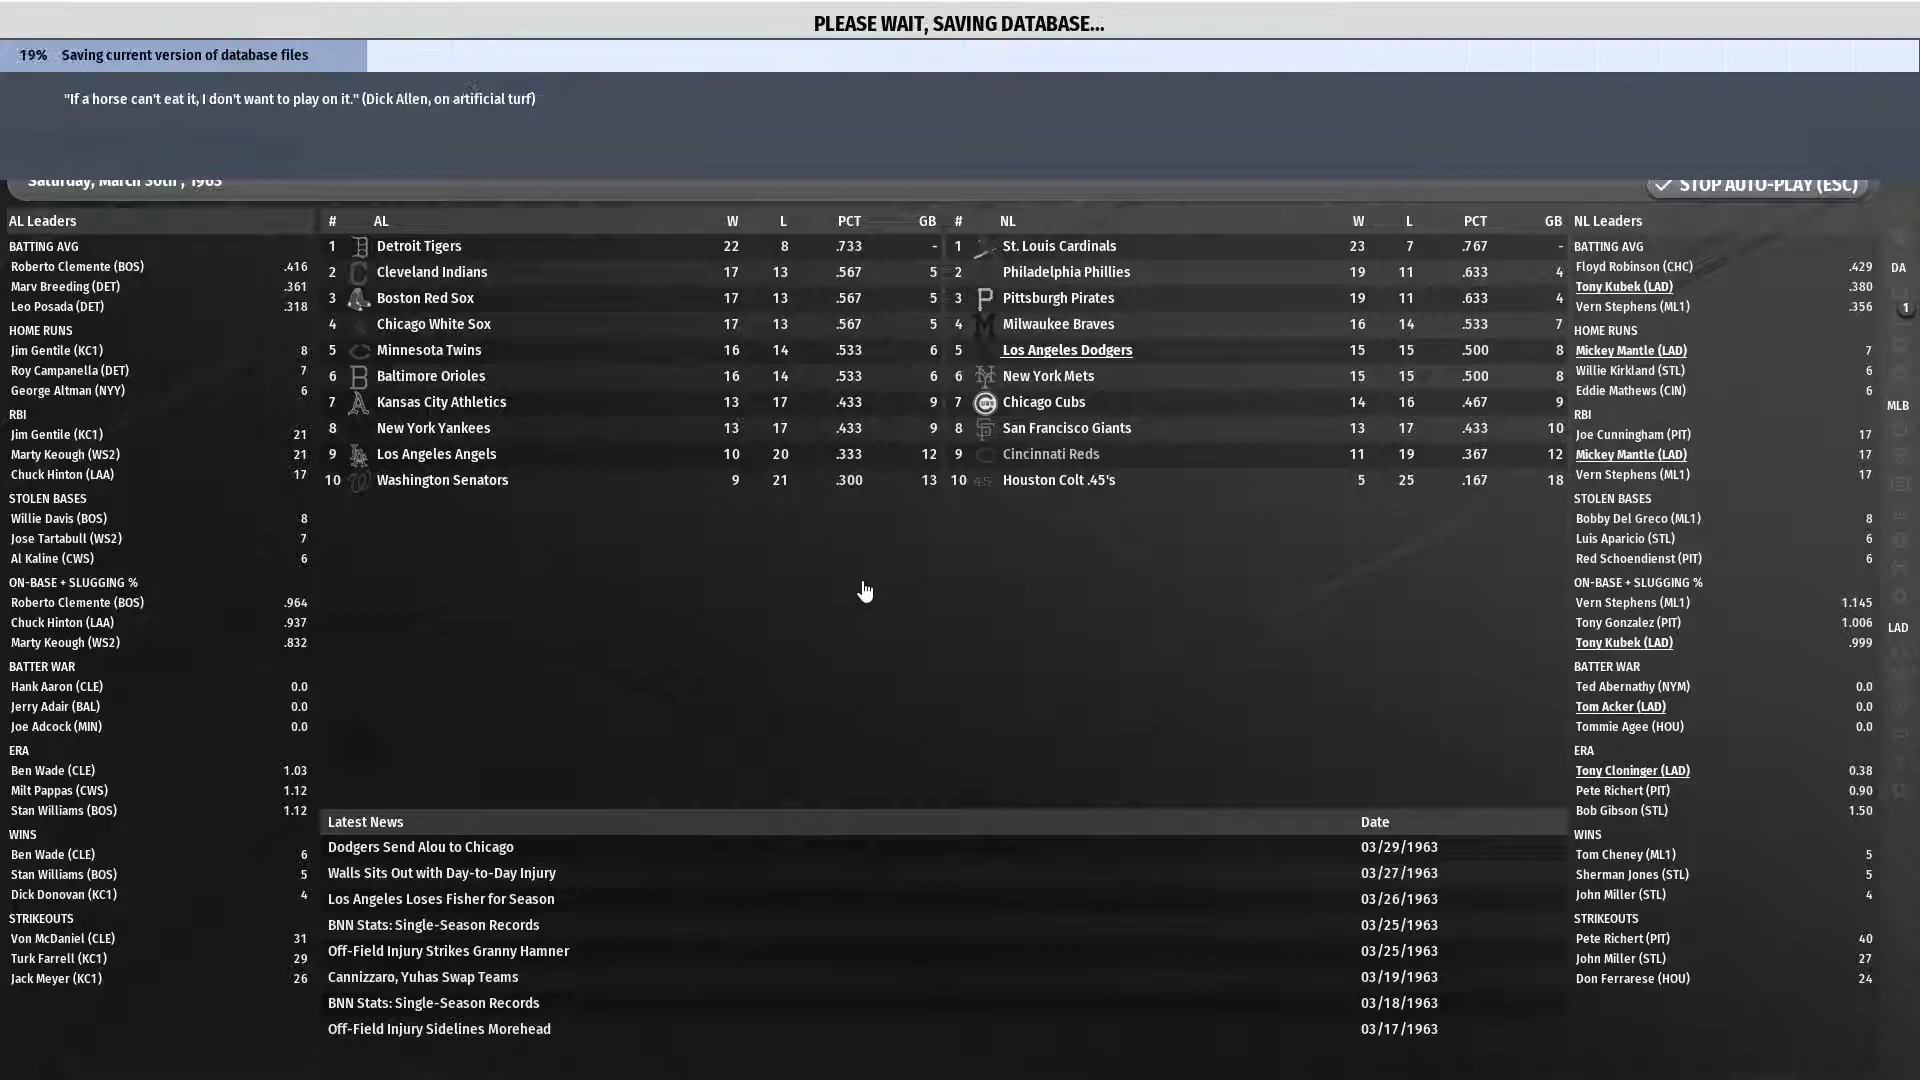 PLEASE WAIT, SAVING DATABASE...
19% Saving current version of database files
"If a horse can't eat it, I don't want to play on it." (Dick Allen, on artificial turf)
Saturday, March 30th, 1963
STOP AUTO-PLAY (ESC)
AL Leaders
BATTING AVG
Roberto Clemente (BOS) .416
Marv Breeding (DET) .361
Leo Posada (DET) .318
HOME RUNS
Jim Gentile (KC1) 8
Roy Campanella (DET) 7
George Altman (NYY) 6
RBI
Jim Gentile (KC1) 21
Marty Keough (WS2) 21
Chuck Hinton (LAA) 17
STOLEN BASES
Willie Davis (BOS) 8
Jose Tartabull (WS2) 7
Al Kaline (CWS) 6
ON-BASE + SLUGGING %
Roberto Clemente (BOS) .964
Chuck Hinton (LAA) .937
Marty Keough (WS2) .832
BATTER WAR
Hank Aaron (CLE) 0.0
Jerry Adair (BAL) 0.0
Joe Adcock (MIN) 0.0
ERA
Ben Wade (CLE) 1.03
Milt Pappas (CWS) 1.12
Stan Williams (BOS) 1.12
WINS
Ben Wade (CLE) 6
Stan Williams (BOS) 5
Dick Donovan (KC1) 4
STRIKEOUTS
Von McDaniel (CLE) 31
Turk Farrell (KC1) 29
Jack Meyer (KC1) 26
# AL W L PCT GB
1 Detroit Tigers 22 8 .733 -
2 Cleveland Indians 17 13 .567 5
3 Boston Red Sox 17 13 .567 5
4 Chicago White Sox 17 13 .567 5
5 Minnesota Twins 16 14 .533 6
6 Baltimore Orioles 16 14 .533 6
7 Kansas City Athletics 13 17 .433 9
8 New York Yankees 13 17 .433 9
9 Los Angeles Angels 10 20 .333 12
10 Washington Senators 9 21 .300 13
# NL W L PCT GB
1 St. Louis Cardinals 23 7 .767 -
2 Philadelphia Phillies 19 11 .633 4
3 Pittsburgh Pirates 19 11 .633 4
4 Milwaukee Braves 16 14 .533 7
5 Los Angeles Dodgers 15 15 .500 8
6 New York Mets 15 15 .500 8
7 Chicago Cubs 14 16 .467 9
8 San Francisco Giants 13 17 .433 10
9 Cincinnati Reds 11 19 .367 12
10 Houston Colt .45's 5 25 .167 18
Latest News Date
Dodgers Send Alou to Chicago 03/29/1963
Walls Sits Out with Day-to-Day Injury 03/27/1963
Los Angeles Loses Fisher for Season 03/26/1963
BNN Stats: Single-Season Records 03/25/1963
Off-Field Injury Strikes Granny Hamner 03/25/1963
Cannizzaro, Yuhas Swap Teams 03/19/1963
BNN Stats: Single-Season Records 03/18/1963
Off-Field Injury Sidelines Morehead 03/17/1963
NL Leaders
BATTING AVG
Floyd Robinson (CHC) .429
Tony Kubek (LAD) .380
Vern Stephens (ML1) .356
HOME RUNS
Mickey Mantle (LAD) 7
Willie Kirkland (STL) 6
Eddie Mathews (CIN) 6
RBI
Joe Cunningham (PIT) 17
Mickey Mantle (LAD) 17
Vern Stephens (ML1) 17
STOLEN BASES
Bobby Del Greco (ML1) 8
Luis Aparicio (STL) 6
Red Schoendienst (PIT) 6
ON-BASE + SLUGGING %
Vern Stephens (ML1) 1.145
Tony Gonzalez (PIT) 1.006
Tony Kubek (LAD) .999
BATTER WAR
Ted Abernathy (NYM) 0.0
Tom Acker (LAD) 0.0
Tommie Agee (HOU) 0.0
ERA
Tony Cloninger (LAD) 0.38
Pete Richert (PIT) 0.90
Bob Gibson (STL) 1.50
WINS
Tom Cheney (ML1) 5
Sherman Jones (STL) 5
John Miller (STL) 4
STRIKEOUTS
Pete Richert (PIT) 40
John Miller (STL) 27
Don Ferrarese (HOU) 24
DA
1
MLB
LAD